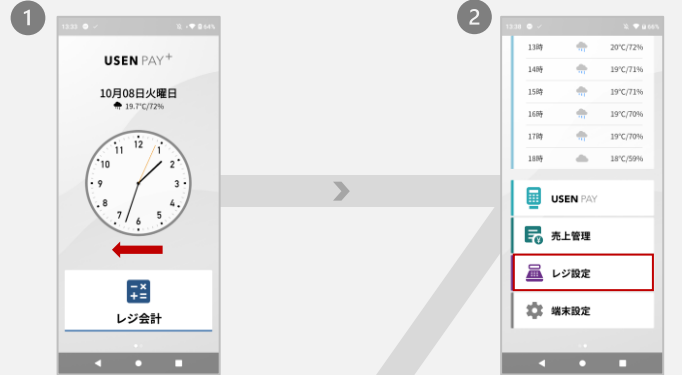 1
13:33 64%
USEN PAY+
10月08日火曜日
19.7°C/72%
12
1
2
3
4
5
6
7
8
9
10
11
レジ会計
2
13:38 66%
13時 20°C/72%
14時 19°C/71%
15時 19°C/71%
16時 19°C/70%
17時 19°C/70%
18時 18°C/59%
USEN PAY
売上管理
レジ設定
端末設定